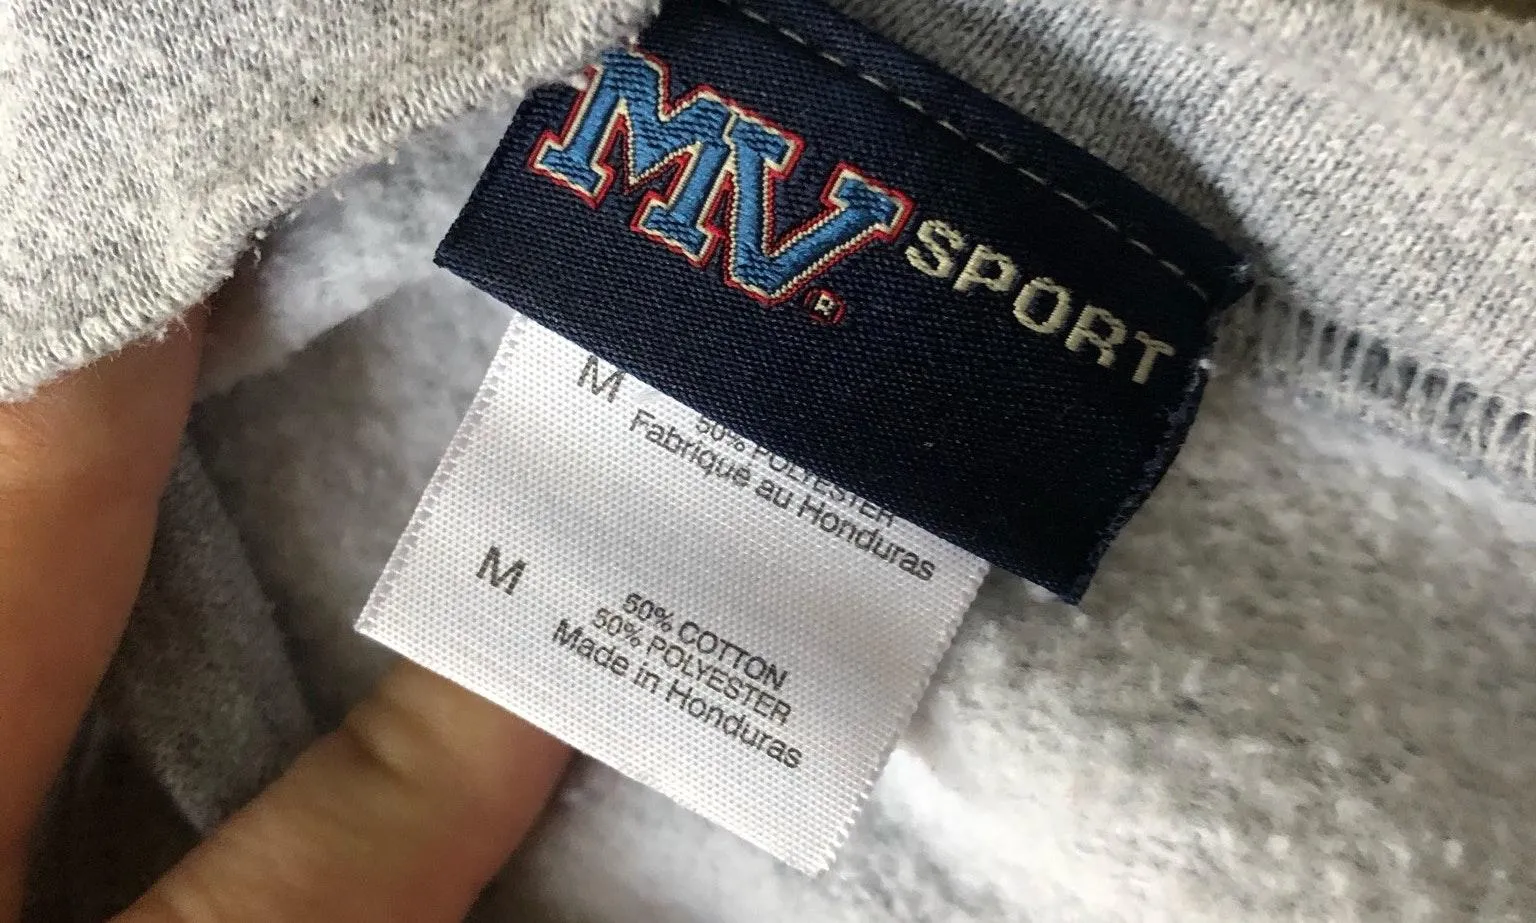 MV® SPORT
M
50% POLYESTER
Fabriqué au Honduras
M
50% COTTON
50% POLYESTER
Made in Honduras